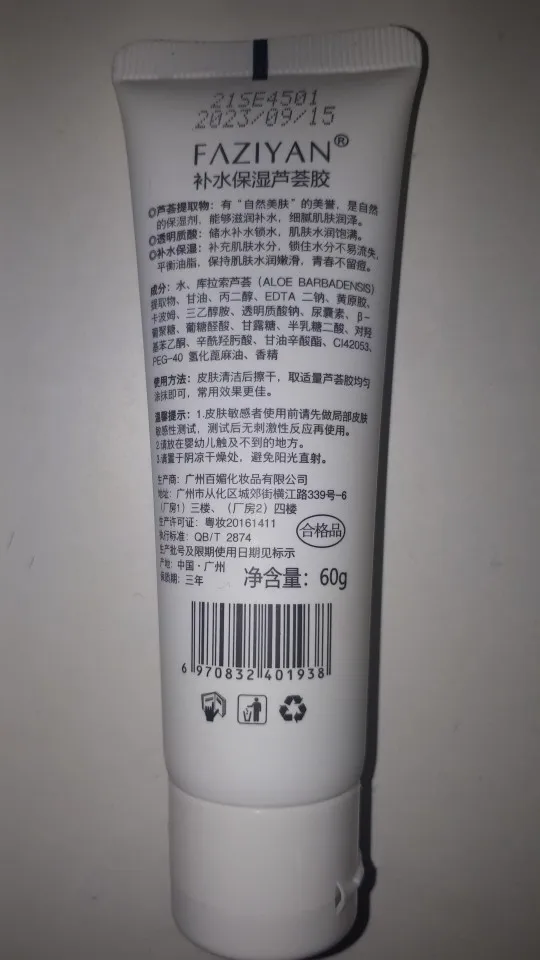 21SE4501
2023/09/15
FAZIYAN®
补水保湿芦荟胶
芦荟提取物：有“自然美肤”的美誉，是自然
的保湿剂，能够滋润补水，细腻肌肤润泽。
透明质酸：储水补水锁水，肌肤水润饱满。
补水保湿：补充肌肤水分，锁住水分不易流失，
平衡油脂，保持肌肤水润嫩滑，青春不留痕。
成分：水、库拉索芦荟（ALOE BARBADENSIS）
提取物、甘油、丙二醇、EDTA 二钠、黄原胶、
卡波姆、三乙醇胺、透明质酸钠、尿囊素、β-
葡聚糖、葡糖醛酸、甘露糖、半乳糖二酸、对羟
基苯乙酮、辛酰羟肟酸、甘油辛酸酯、CI42053、
PEG-40 氢化蓖麻油、香精
使用方法：皮肤清洁后擦干，取适量芦荟胶均匀
涂抹即可，常用效果更佳。
温馨提示：1.皮肤敏感者使用前请先做局部皮肤
敏感性测试，测试后无刺激性反应再使用。
2.请放在婴幼儿触及不到的地方。
3.请置于阴凉干燥处，避免阳光直射。
生产商：广州百媚化妆品有限公司
地址：广州市从化区城郊街横江路339号-6
（厂房1）三楼、（厂房2）四楼
生产许可证：粤妆20161411
执行标准：QB/T 2874
合格品
生产批号及限期使用日期见标示
产地：中国·广州
保质期：三年
净含量：60g
6 970832 401938